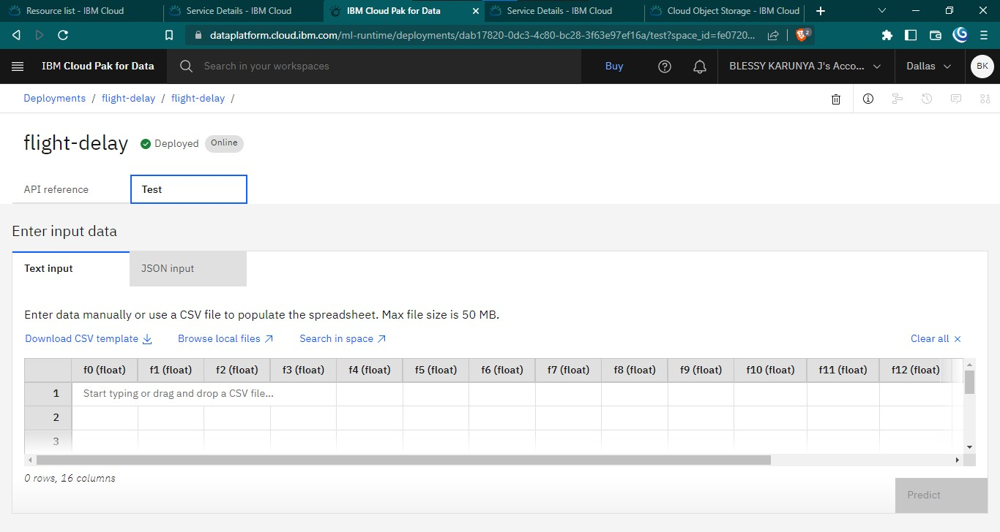 Resource list - IBM Cloud Service Details - IBM Cloud IBM Cloud Pak for Data Service Details - IBM Cloud Cloud Object Storage - IBM Cloud
dataplatform.cloud.ibm.com/ml-runtime/deployments/dab17820-0dc3-4c80-bc28-3f63e97ef16a/test?space_id=fe0720... 2
IBM Cloud Pak for Data Search in your workspaces Buy BLESSY KARUNYA J's Acco... Dallas BK
Deployments / flight-delay / flight-delay /
flight-delay Deployed Online
API reference Test
Enter input data
Text input JSON input
Enter data manually or use a CSV file to populate the spreadsheet. Max file size is 50 MB.
Download CSV template Browse local files Search in space Clear all
f0 (float) f1 (float) f2 (float) f3 (float) f4 (float) f5 (float) f6 (float) f7 (float) f8 (float) f9 (float) f10 (float) f11 (float) f12 (float)
1 Start typing or drag and drop a CSV file...
2
3
0 rows, 16 columns
Predict